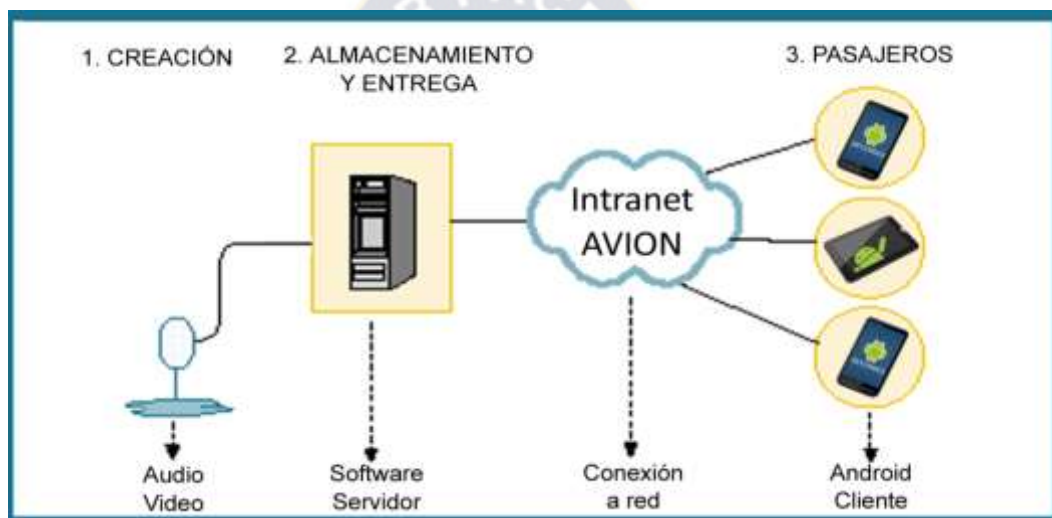 1. CREACIÓN
2. ALMACENAMIENTO
Y ENTREGA
3. PASAJEROS
Intranet
AVION
Audio
Video
Software
Servidor
Conexión
a red
Android
Cliente